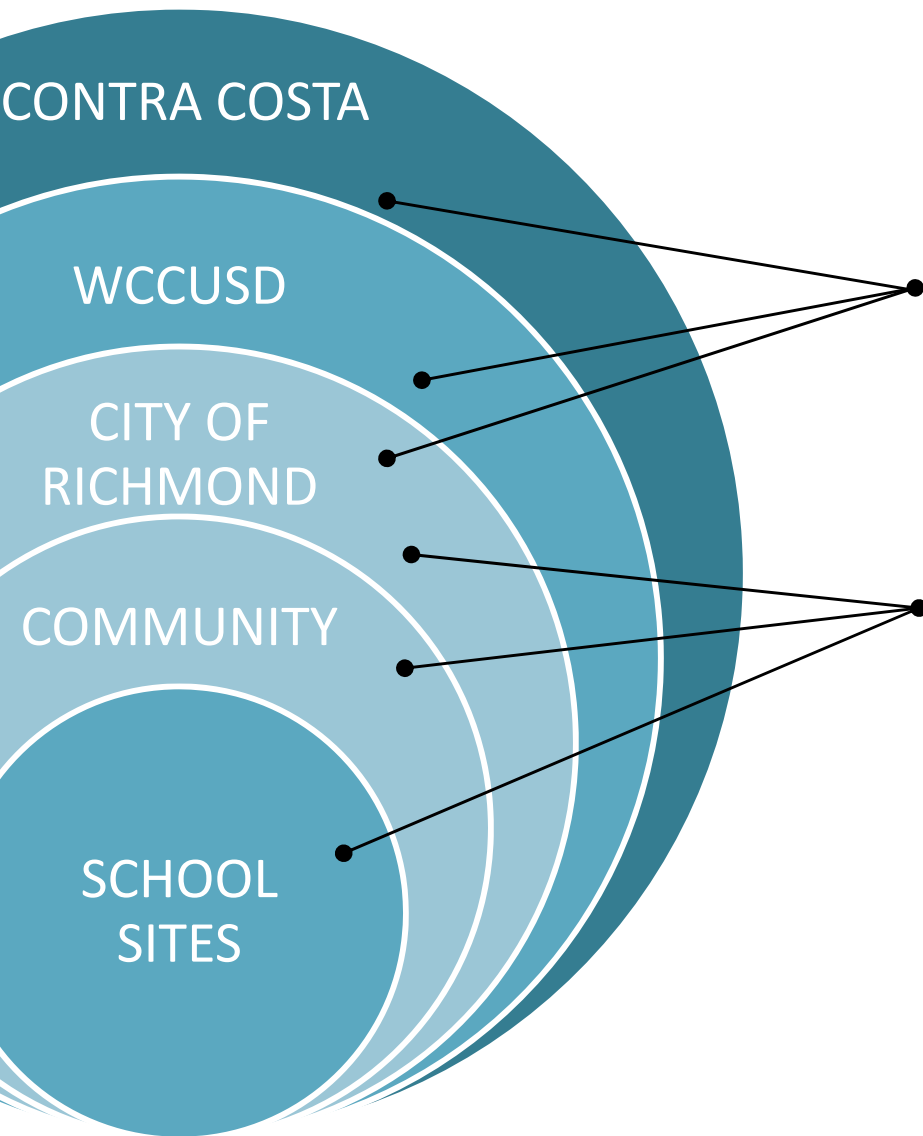 CONTRA COSTA
WCCUSD
CITY OF
RICHMOND
COMMUNITY
SCHOOL
SITES